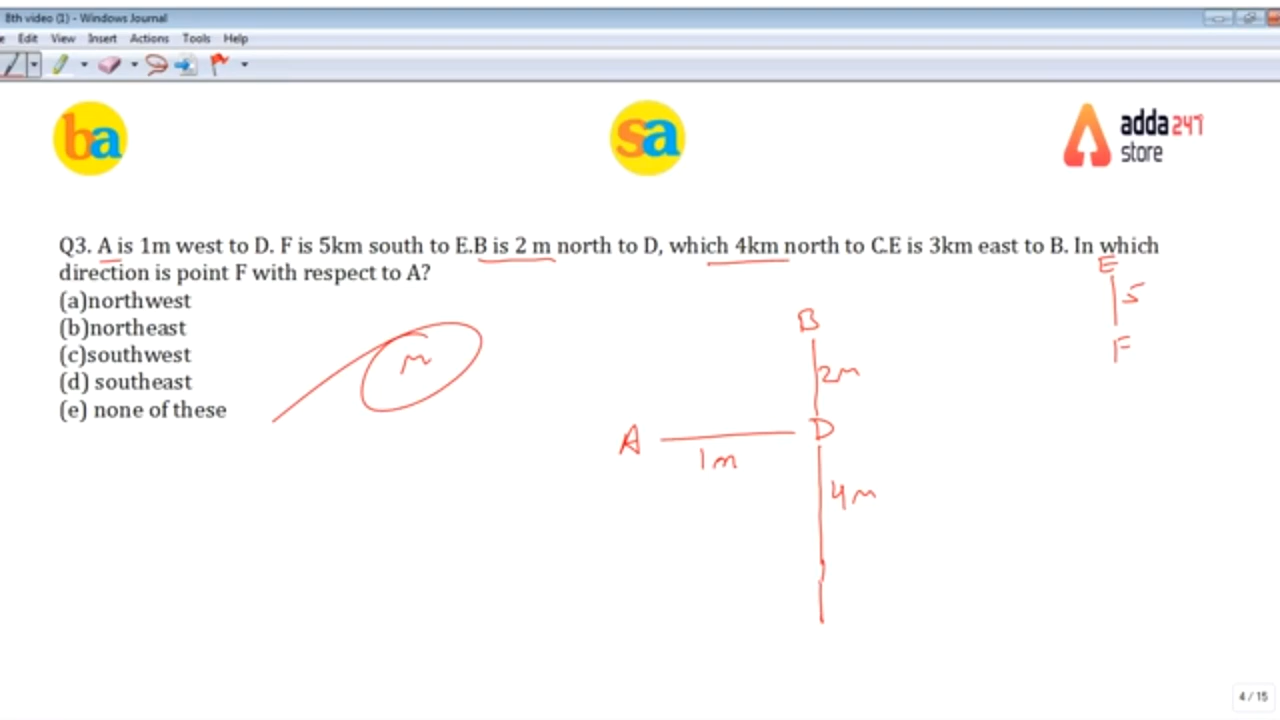 8th video (1) - Windows Journal
Edit View Insert Actions Tools Help
ba
sa
adda247
store
Q3. A is 1m west to D. F is 5km south to E.B is 2 m north to D, which 4km north to C.E is 3km east to B. In which
direction is point F with respect to A?
(a)northwest
(b)northeast
(c)southwest
(d) southeast
(e) none of these
m
E
5
F
B
2m
A
D
1m
4m
4 / 15